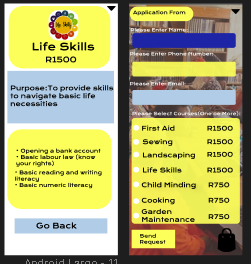 My Skills
Life Skills
R1500
Purpose:To provide skills
to navigate basic life
necessities
• Opening a bank account
• Basic labour law (know
your rights)
• Basic reading and writing
literacy
• Basic numeric literacy
Go Back
Application From
Please Enter Name:
Please Enter Phone Number:
Please Enter Email:
Please Select Courses(One or More):
First Aid R1500
Sewing R1500
Landscaping R1500
Life Skills R1500
Child Minding R750
Cooking R750
Garden
Maintenance R750
Send
Request
Android Large - 11